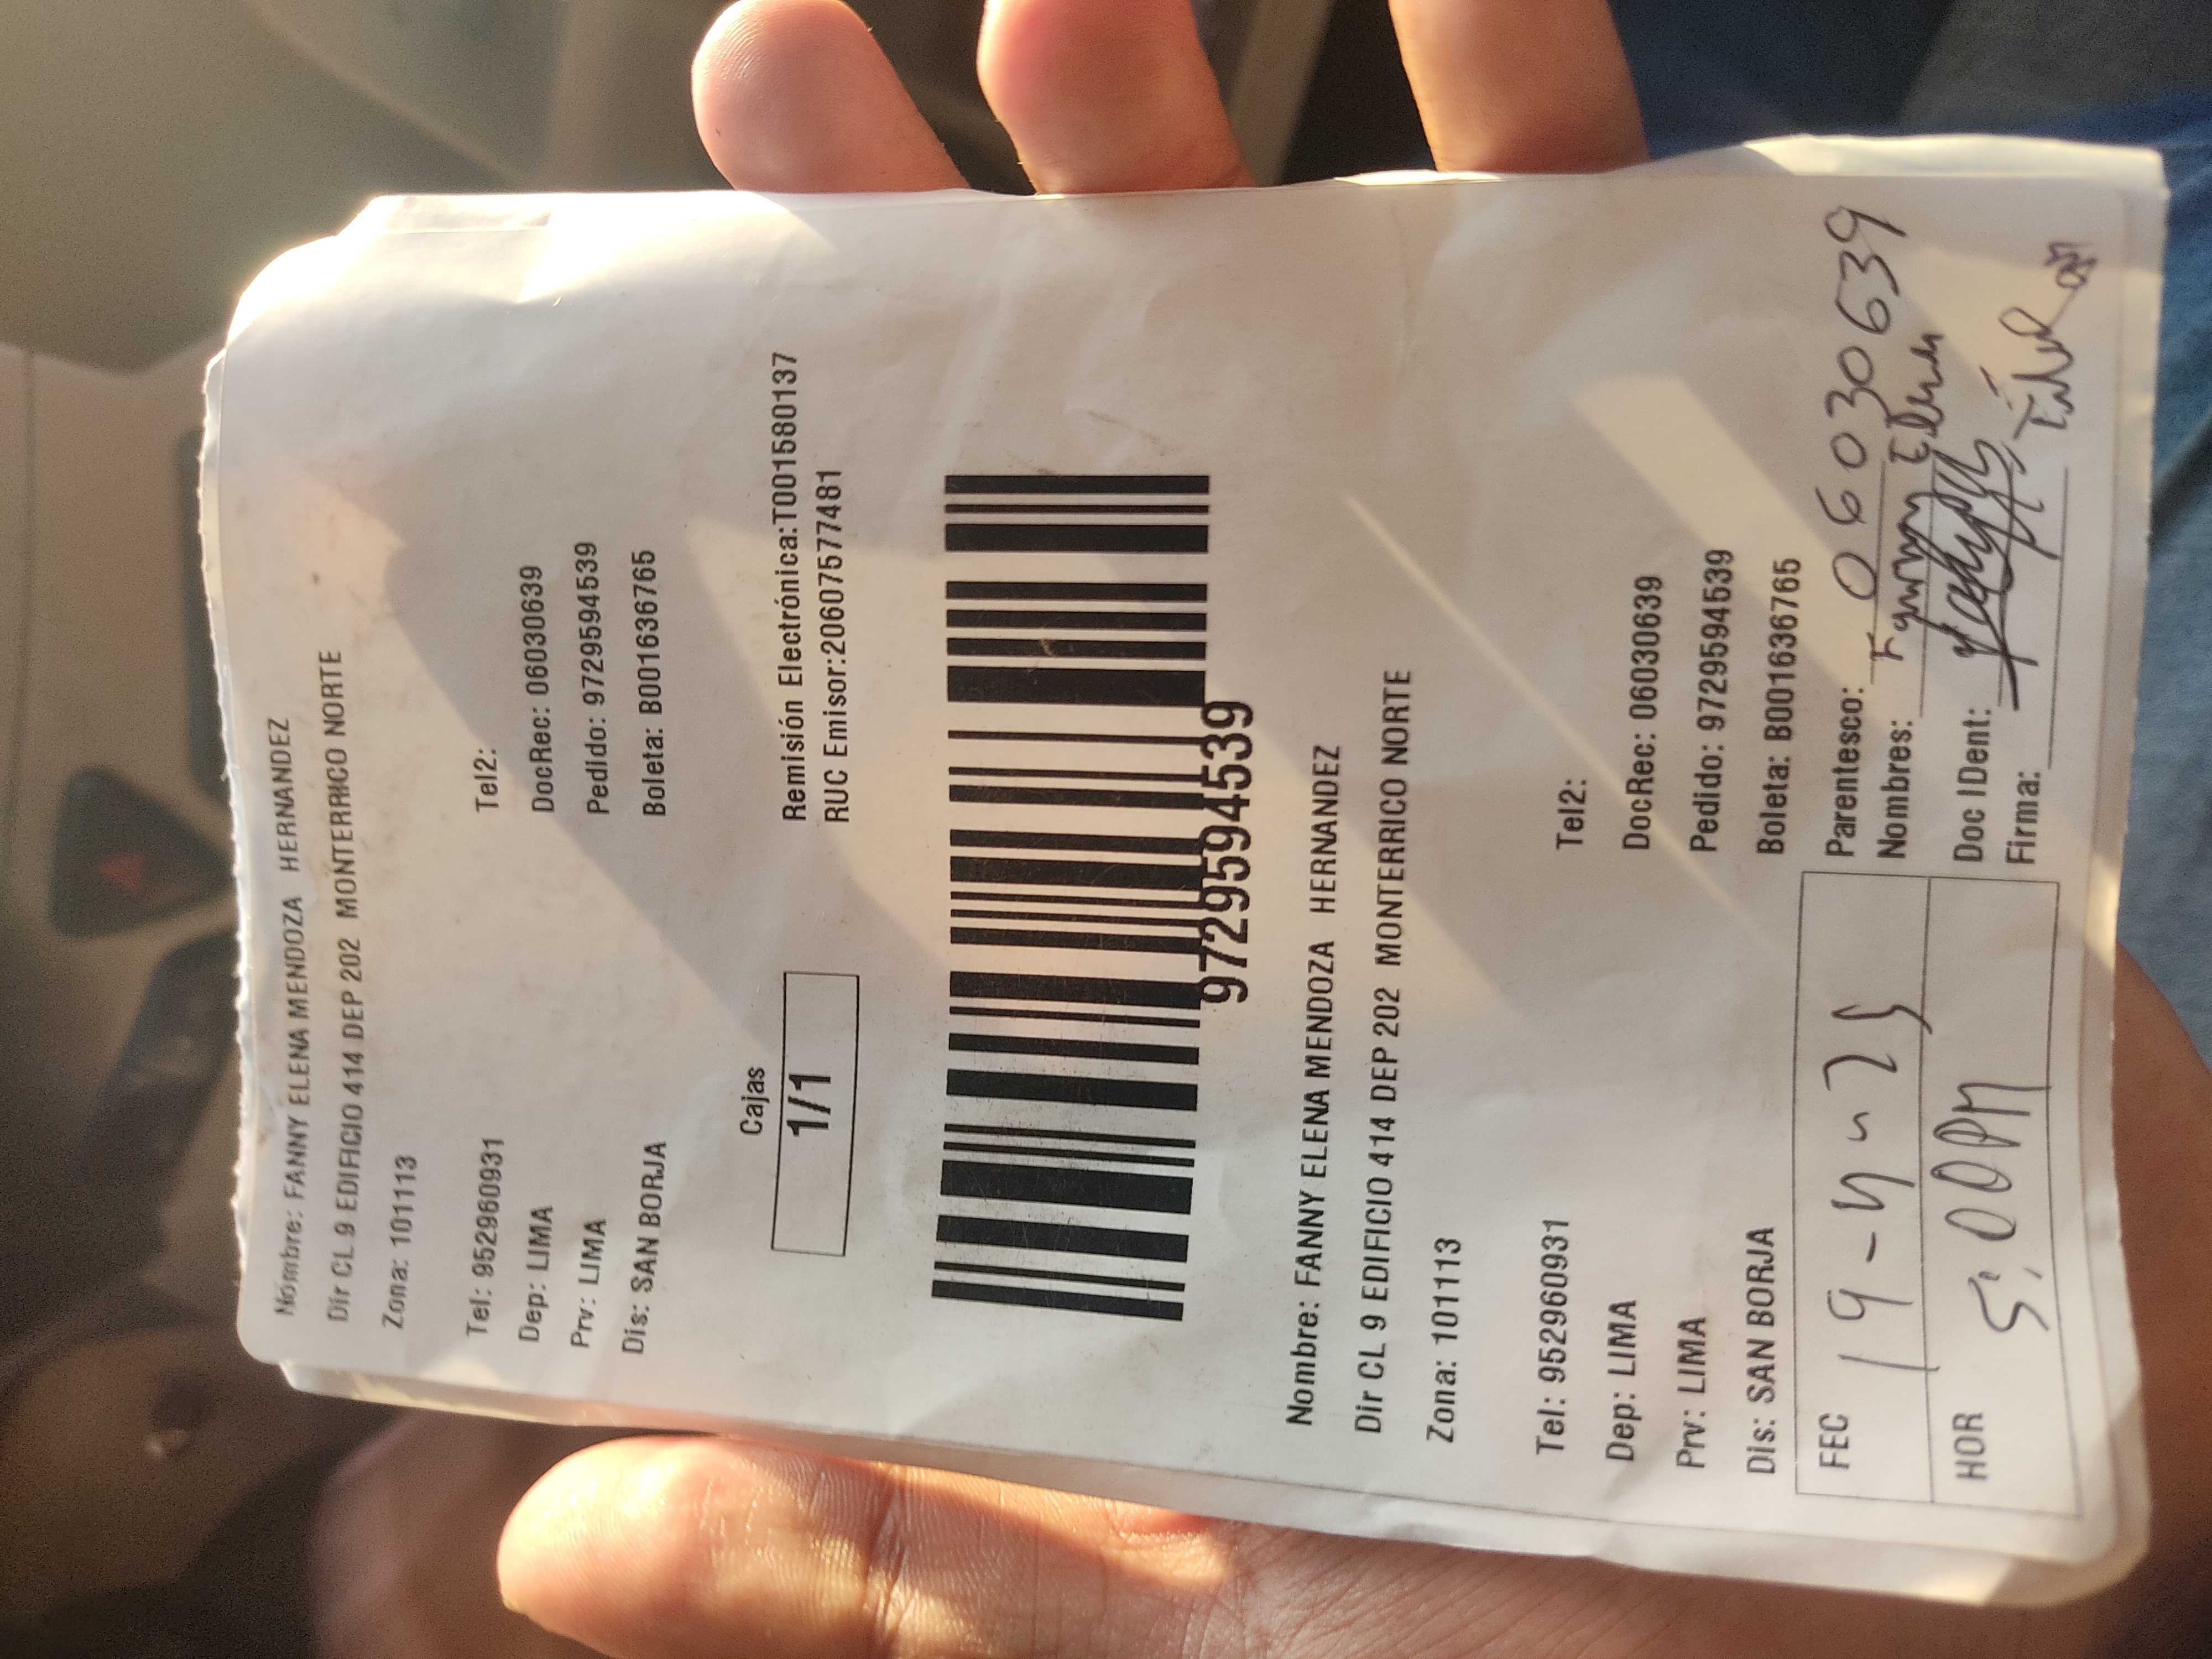 Nombre: FANNY ELENA MENDOZA HERNANDEZ
Dir CL 9 EDIFICIO 414 DEP 202 MONTERRICO NORTE
Zona: 101113
Tel: 952960931 Tel2:
Dep: LIMA DocRec: 06030639
Prv: LIMA Pedido: 9729594539
Dis: SAN BORJA Boleta: B001636765
Cajas
1/1
Remisión Electrónica:T001580137
RUC Emisor:20607577481
9729594539
Nombre: FANNY ELENA MENDOZA HERNANDEZ
Dir CL 9 EDIFICIO 414 DEP 202 MONTERRICO NORTE
Zona: 101113
Tel: 952960931 Tel2:
Dep: LIMA DocRec: 06030639
Prv: LIMA Pedido: 9729594539
Dis: SAN BORJA Boleta: B001636765
FEC 19-4-25 Parentesco: 06030639
Nombres: Fanny Elena
HOR 5:00PM Doc IDent:
Firma: